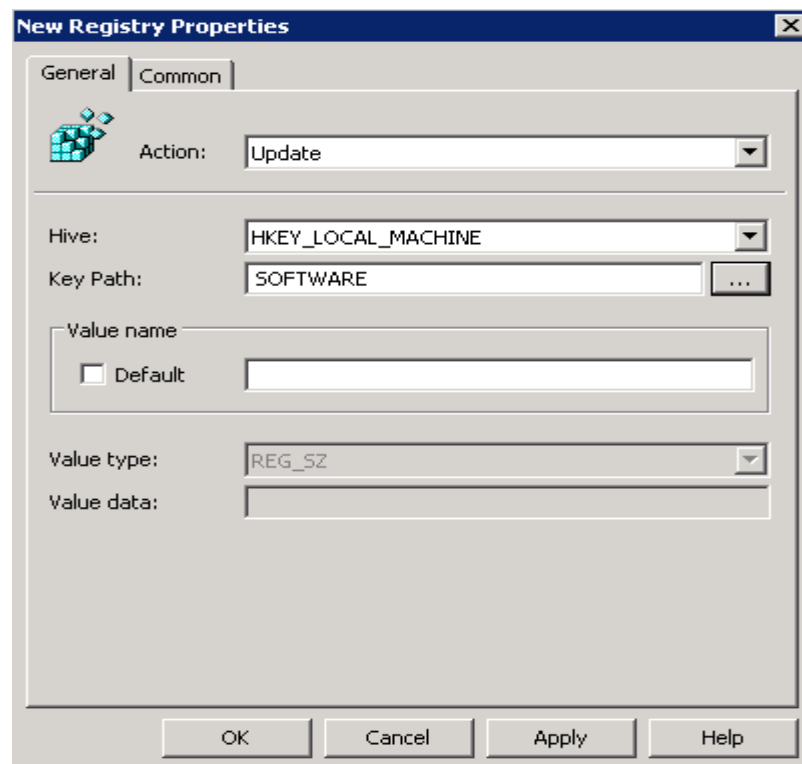 New Registry Properties
General Common
Action: Update
Hive: HKEY_LOCAL_MACHINE
Key Path: SOFTWARE ...
Value name
Default
Value type: REG_SZ
Value data:
OK Cancel Apply Help